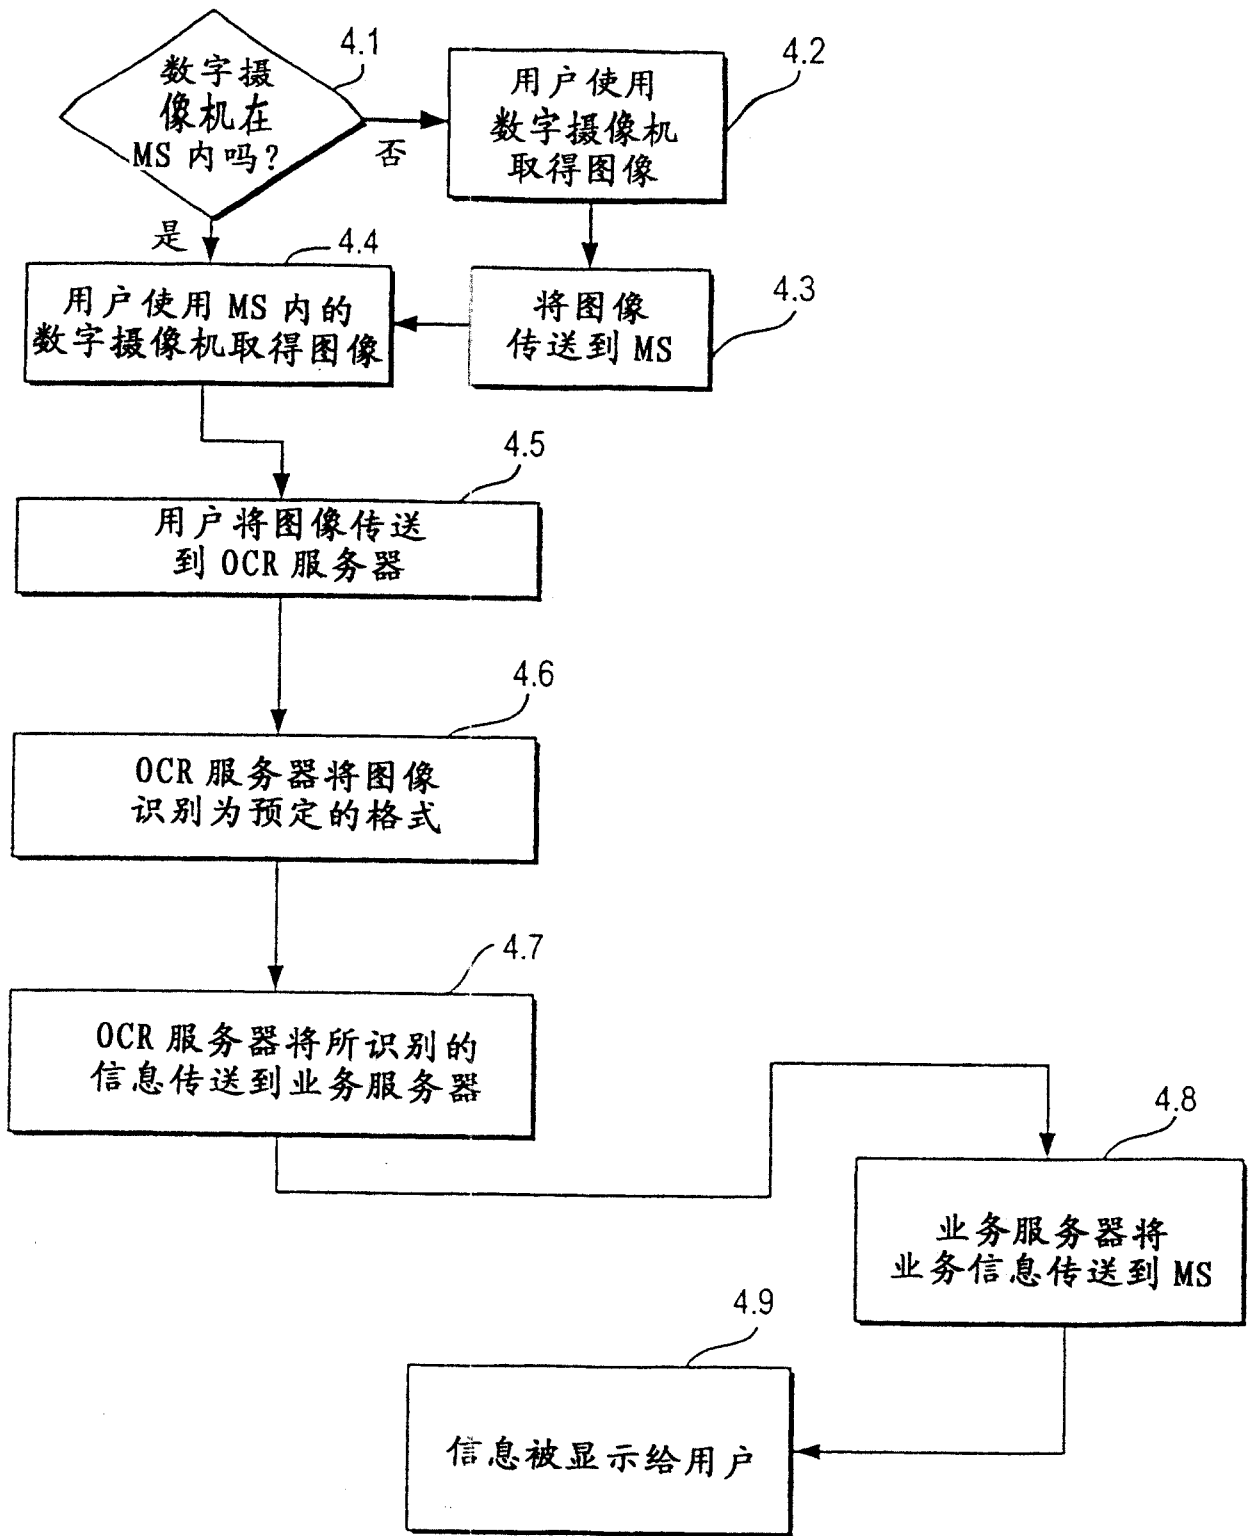 4.1
数字摄
像机在
MS 内吗?
否
是
4.2
用户使用
数字摄像机
取得图像
4.3
将图像
传送到 MS
4.4
用户使用 MS 内的
数字摄像机取得图像
4.5
用户将图像传送
到 OCR 服务器
4.6
OCR 服务器将图像
识别为预定的格式
4.7
OCR 服务器将所识别的
信息传送到业务服务器
4.8
业务服务器将
业务信息传送到 MS
4.9
信息被显示给用户